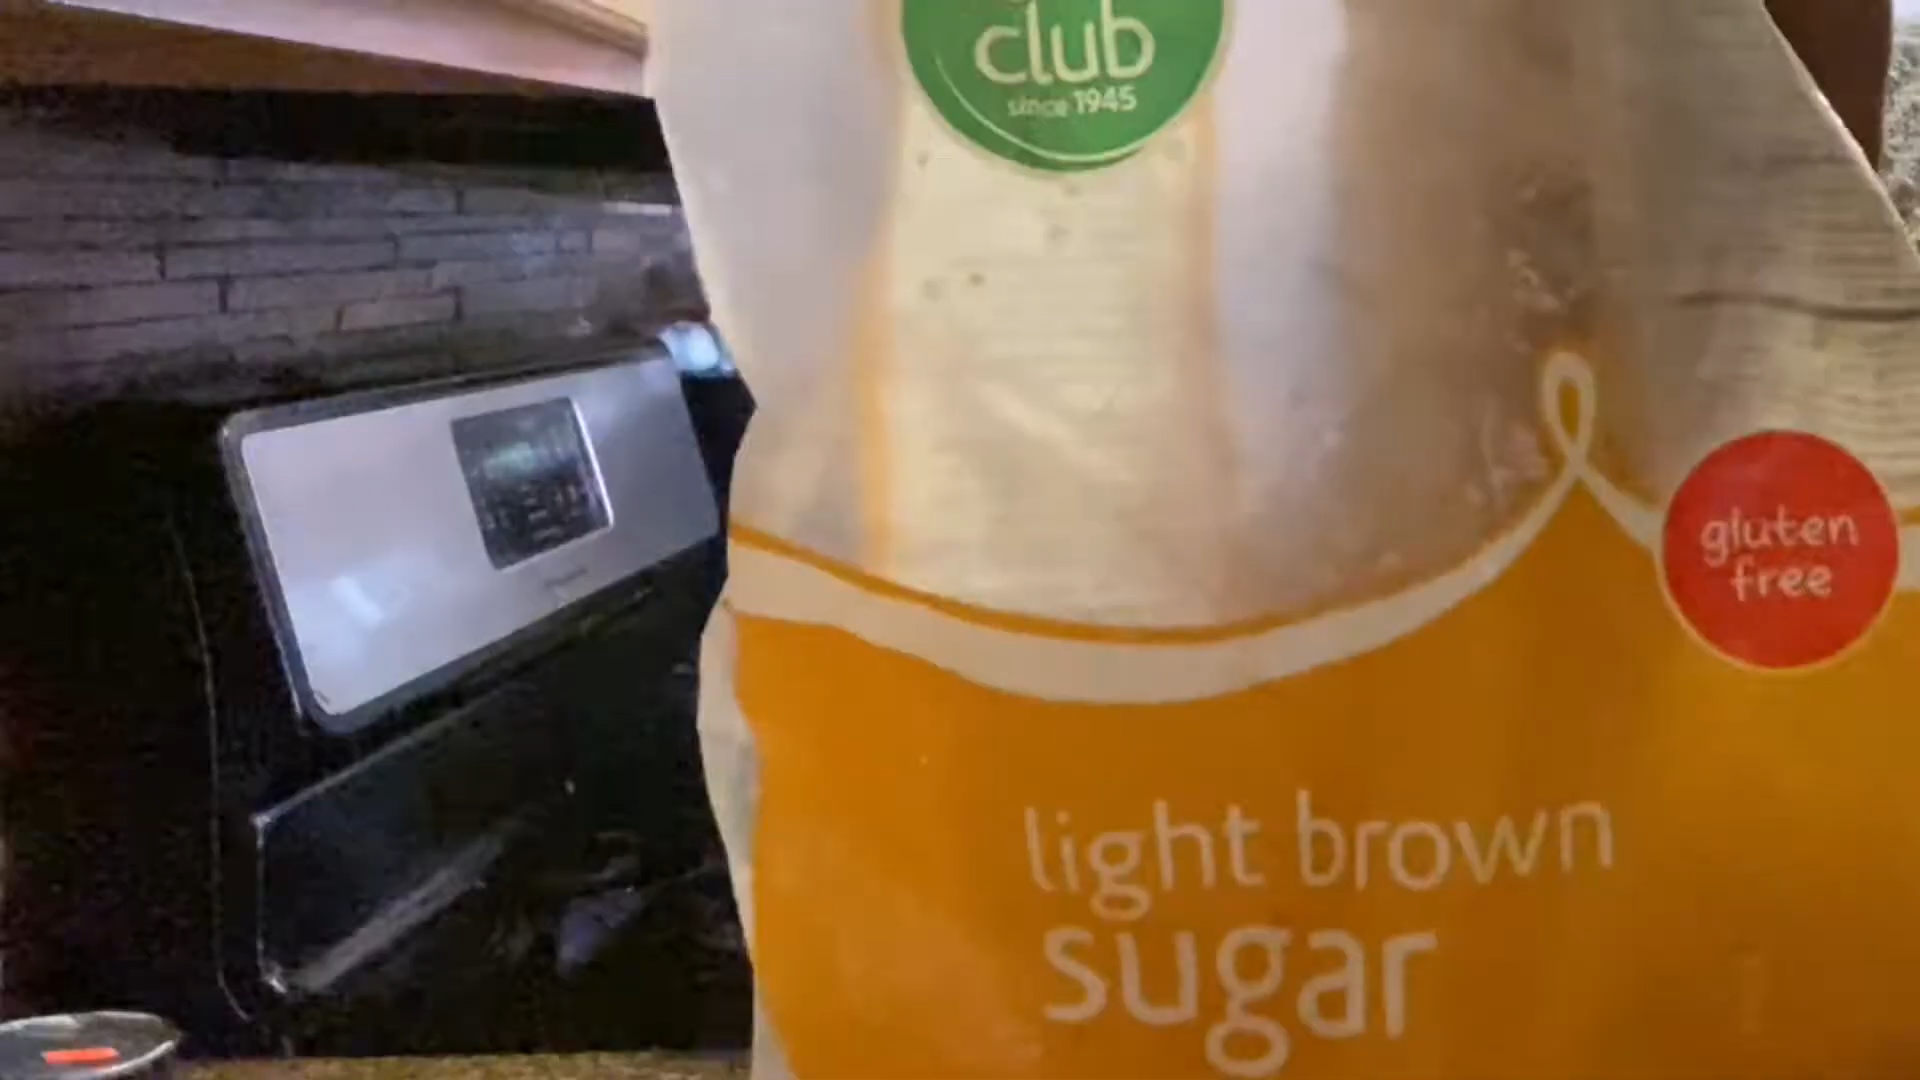 club
since 1945
gluten
free
light brown
sugar